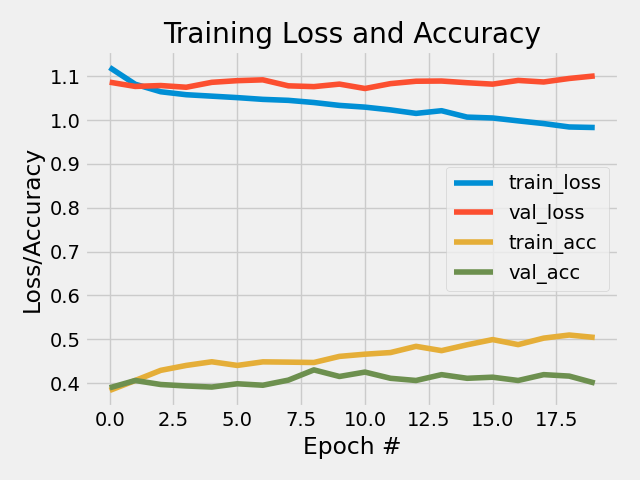 Training Loss and Accuracy
1.1
1.0
0.9
0.8
0.7
0.6
0.5
0.4
Loss/Accuracy
train_loss
val_loss
train_acc
val_acc
0.0 2.5 5.0 7.5 10.0 12.5 15.0 17.5
Epoch #